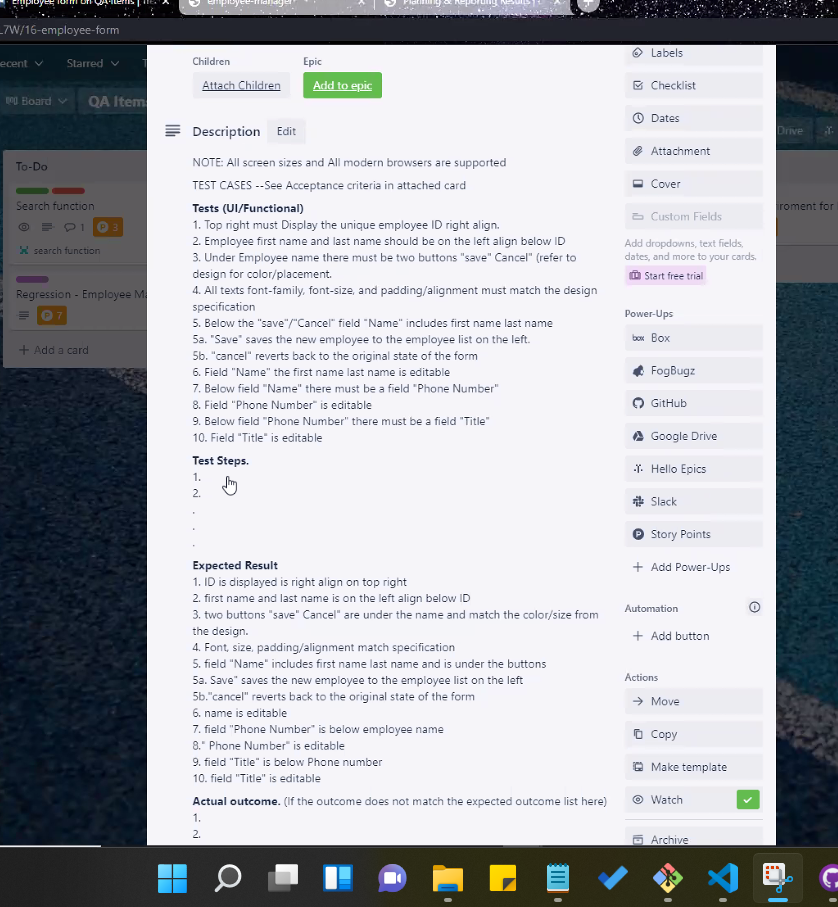 Employee form on QA-Items | Tre
employee-manager
Planning & Reporting Results | C
L7W/16-employee-form
ecent
Starred
Board
QA Items
Drive
To-Do
Search function
1
3
search function
Regression - Employee Ma
7
+ Add a card
Children
Attach Children
Epic
Add to epic
Description
Edit
NOTE: All screen sizes and All modern browsers are supported
TEST CASES --See Acceptance criteria in attached card
Tests (UI/Functional)
1. Top right must Display the unique employee ID right align.
2. Employee first name and last name should be on the left align below ID
3. Under Employee name there must be two buttons "save" Cancel" (refer to
design for color/placement.
4. All texts font-family, font-size, and padding/alignment must match the design
specification
5. Below the "save"/"Cancel" field "Name" includes first name last name
5a. "Save" saves the new employee to the employee list on the left.
5b. "cancel" reverts back to the original state of the form
6. Field "Name" the first name last name is editable
7. Below field "Name" there must be a field "Phone Number"
8. Field "Phone Number" is editable
9. Below field "Phone Number" there must be a field "Title"
10. Field "Title" is editable
Test Steps.
1.
2.
.
.
.
Expected Result
1. ID is displayed is right align on top right
2. first name and last name is on the left align below ID
3. two buttons "save" Cancel" are under the name and match the color/size from
the design.
4. Font, size, padding/alignment match specification
5. field "Name" includes first name last name and is under the buttons
5a. Save" saves the new employee to the employee list on the left
5b."cancel" reverts back to the original state of the form
6. name is editable
7. field "Phone Number" is below employee name
8." Phone Number" is editable
9. field "Title" is below Phone number
10. field "Title" is editable
Actual outcome. (If the outcome does not match the expected outcome list here)
1.
2.
Labels
Checklist
Dates
Attachment
Cover
Custom Fields
Add dropdowns, text fields,
dates, and more to your cards.
Start free trial
Power-Ups
box Box
FogBugz
GitHub
Google Drive
Hello Epics
Slack
Story Points
+ Add Power-Ups
Automation
+ Add button
Actions
Move
Copy
Make template
Watch
Archive
iroment for